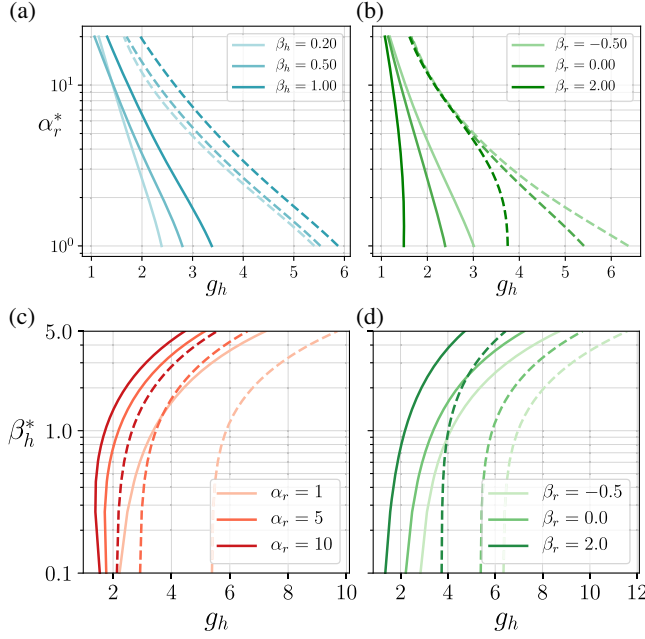 (a)
(b)
β_h = 0.20
β_h = 0.50
β_h = 1.00
β_r = −0.50
β_r = 0.00
β_r = 2.00
10^1
α_r^*
10^0
1 2 3 4 5 6
1 2 3 4 5 6
g_h
g_h
(c)
(d)
5.0
β_h^*
1.0
0.1
α_r = 1
α_r = 5
α_r = 10
β_r = −0.5
β_r = 0.0
β_r = 2.0
2 4 6 8 10
2 4 6 8 10 12
g_h
g_h